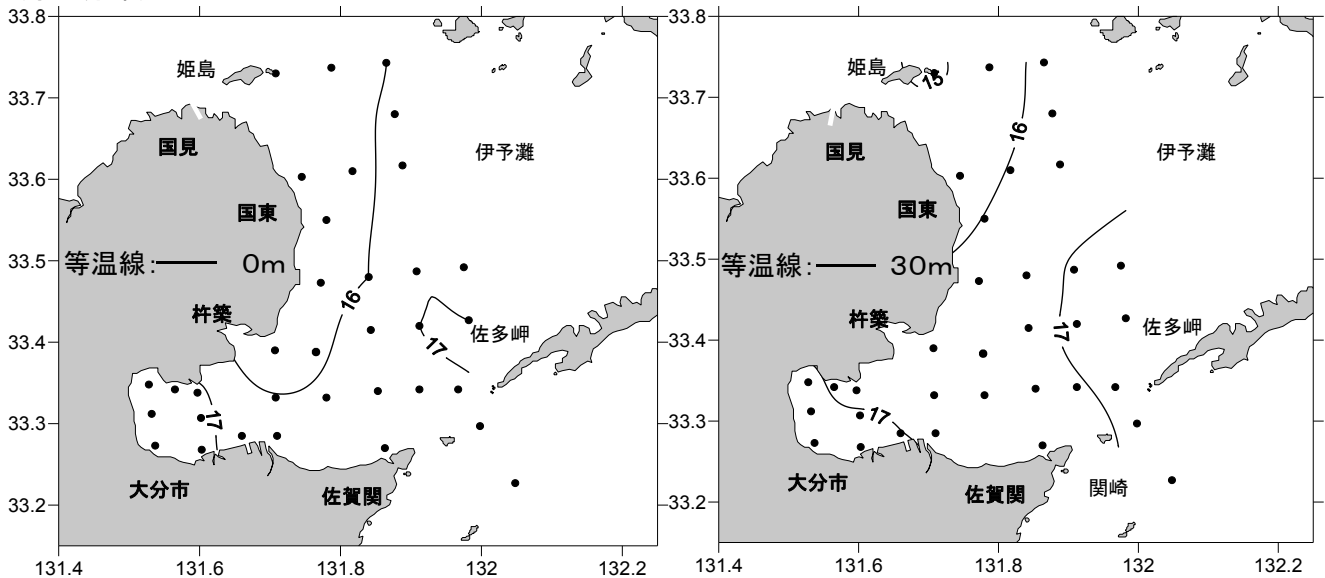 33.8
33.7
33.6
33.5
33.4
33.3
33.2
131.4
131.6
131.8
132
132.2
姫島
国見
国東
伊予灘
等温線: 0m
16
杵築
17
佐多岬
17
大分市
佐賀関
33.8
33.7
33.6
33.5
33.4
33.3
33.2
131.4
131.6
131.8
132
132.2
姫島
15
国見
16
伊予灘
国東
等温線: 30m
杵築
17
佐多岬
17
大分市
佐賀関
関崎